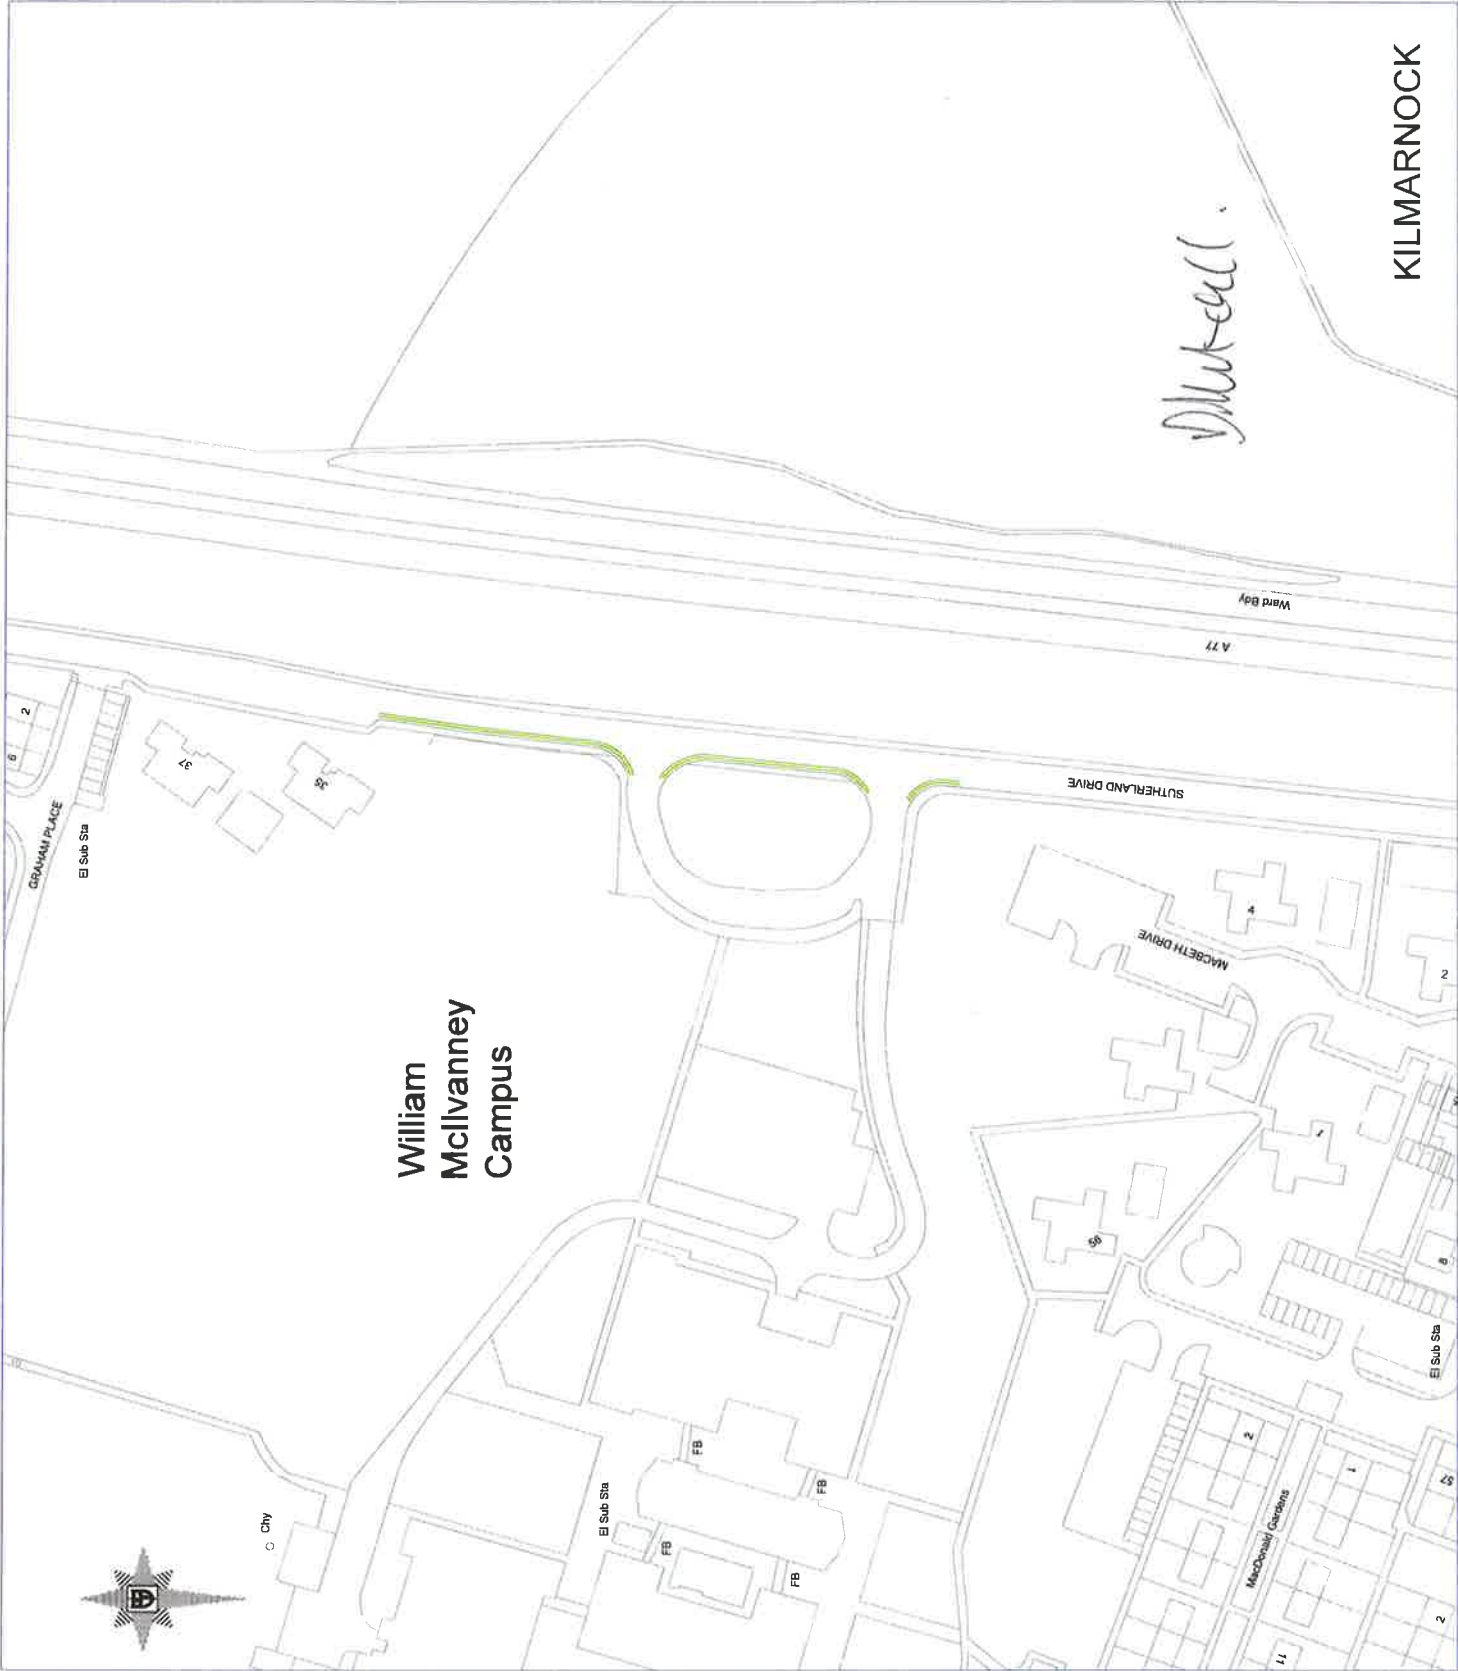 KILMARNOCK
Ward Bdy
A 77
SUTHERLAND DRIVE
2
6
37
35
GRAHAM PLACE
El Sub Sta
William
McIlvanney
Campus
MACBETH DRIVE
4
2
1
56
8
El Sub Sta
Chy
El Sub Sta
FB
FB
FB
FB
2
1
57
MacDonald Gardens
11
2